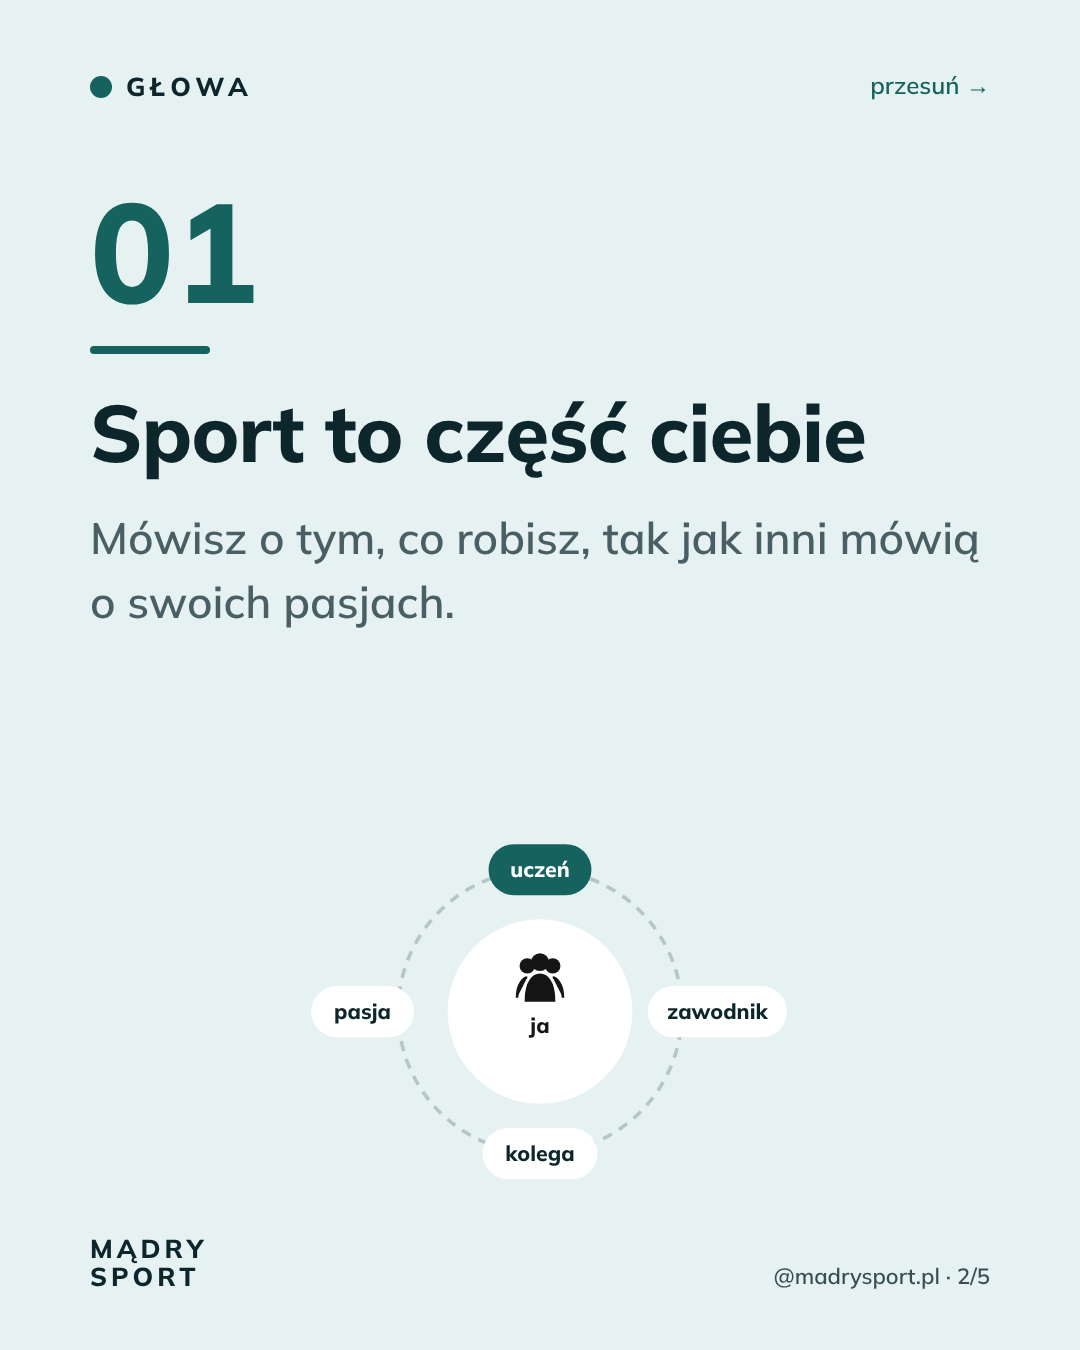 GŁOWA
przesuń →
01
Sport to część ciebie
Mówisz o tym, co robisz, tak jak inni mówią
o swoich pasjach.
uczeń
pasja
ja
zawodnik
kolega
MĄDRY
SPORT
@madrysport.pl · 2/5